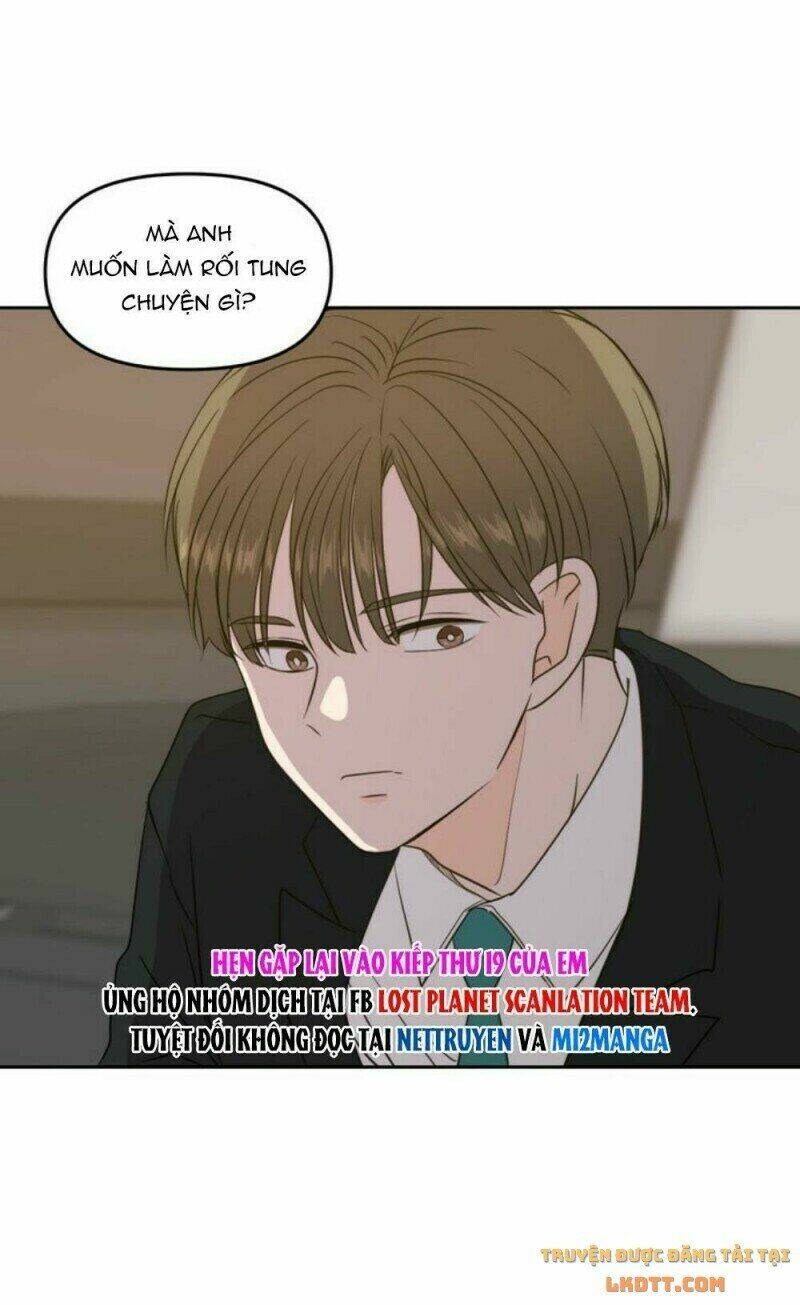 MÀ ANH
MUỐN LÀM RỐI TUNG
CHUYỆN GÌ?
HẸN GẶP LẠI VÀO KIẾP THƯ 19 CỦA EM
ỦNG HỘ NHÓM DỊCH TẠI FB LOST PLANET SCANLATION TEAM.
TUYỆT ĐỐI KHÔNG ĐỌC TẠI NETTRUYEN VÀ MI2MANGA
TRUYỆN ĐƯỢC ĐĂNG TẢI TẠI
LKDTT.COM